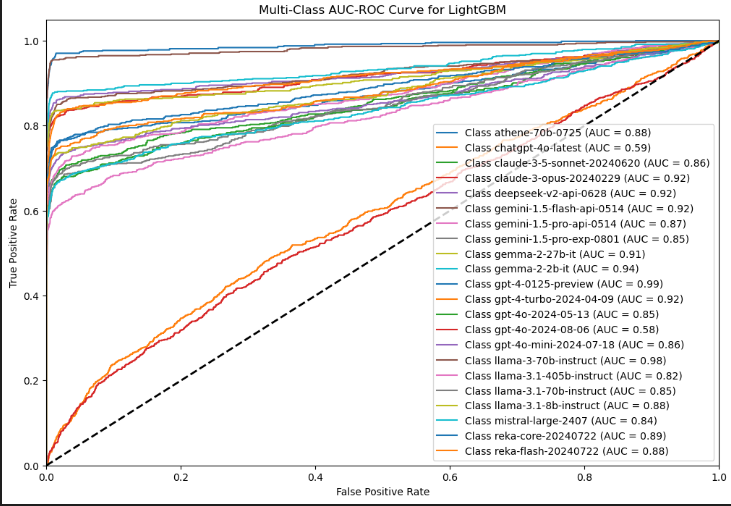 Multi-Class AUC-ROC Curve for LightGBM
1.0
0.8
0.6
0.4
0.2
0.0
True Positive Rate
Class athene-70b-0725 (AUC = 0.88)
Class chatgpt-4o-latest (AUC = 0.59)
Class claude-3-5-sonnet-20240620 (AUC = 0.86)
Class claude-3-opus-20240229 (AUC = 0.92)
Class deepseek-v2-api-0628 (AUC = 0.92)
Class gemini-1.5-flash-api-0514 (AUC = 0.92)
Class gemini-1.5-pro-api-0514 (AUC = 0.87)
Class gemini-1.5-pro-exp-0801 (AUC = 0.85)
Class gemma-2-27b-it (AUC = 0.91)
Class gemma-2-2b-it (AUC = 0.94)
Class gpt-4-0125-preview (AUC = 0.99)
Class gpt-4-turbo-2024-04-09 (AUC = 0.92)
Class gpt-4o-2024-05-13 (AUC = 0.85)
Class gpt-4o-2024-08-06 (AUC = 0.58)
Class gpt-4o-mini-2024-07-18 (AUC = 0.86)
Class llama-3-70b-instruct (AUC = 0.98)
Class llama-3.1-405b-instruct (AUC = 0.82)
Class llama-3.1-70b-instruct (AUC = 0.85)
Class llama-3.1-8b-instruct (AUC = 0.88)
Class mistral-large-2407 (AUC = 0.84)
Class reka-core-20240722 (AUC = 0.89)
Class reka-flash-20240722 (AUC = 0.88)
0.0 0.2 0.4 0.6 0.8 1.0
False Positive Rate